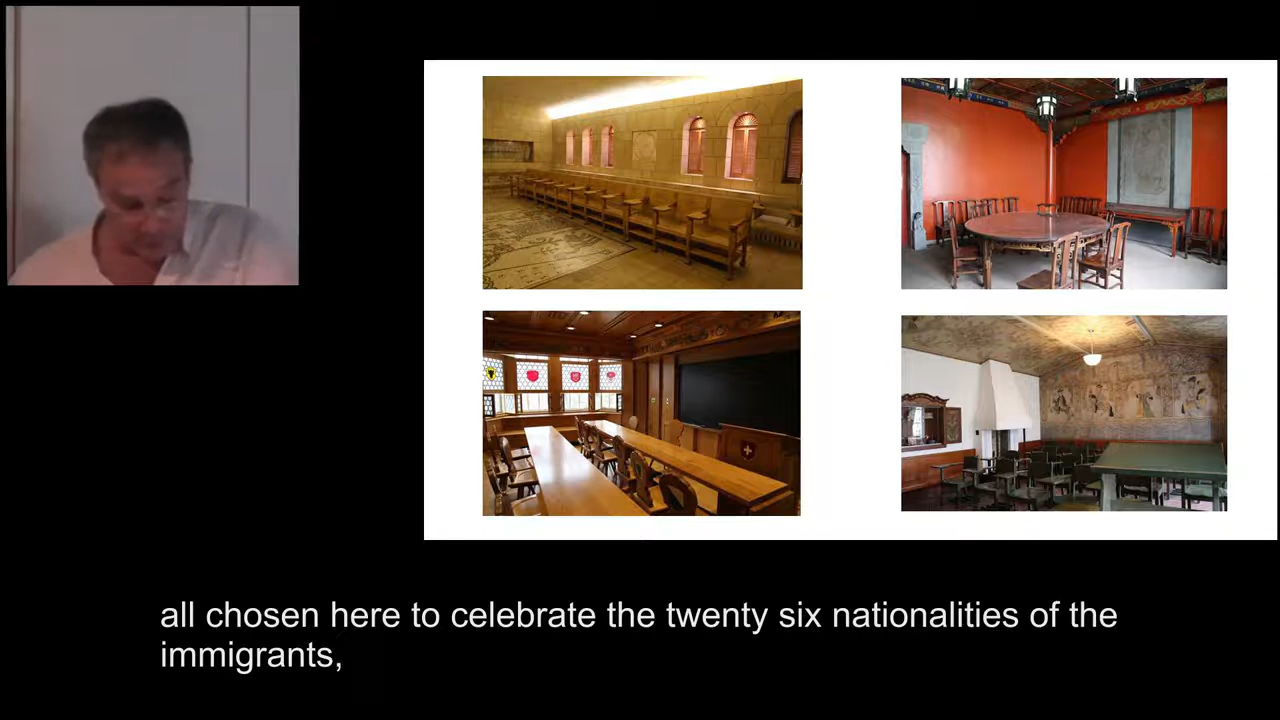 all chosen here to celebrate the twenty six nationalities of the
immigrants,